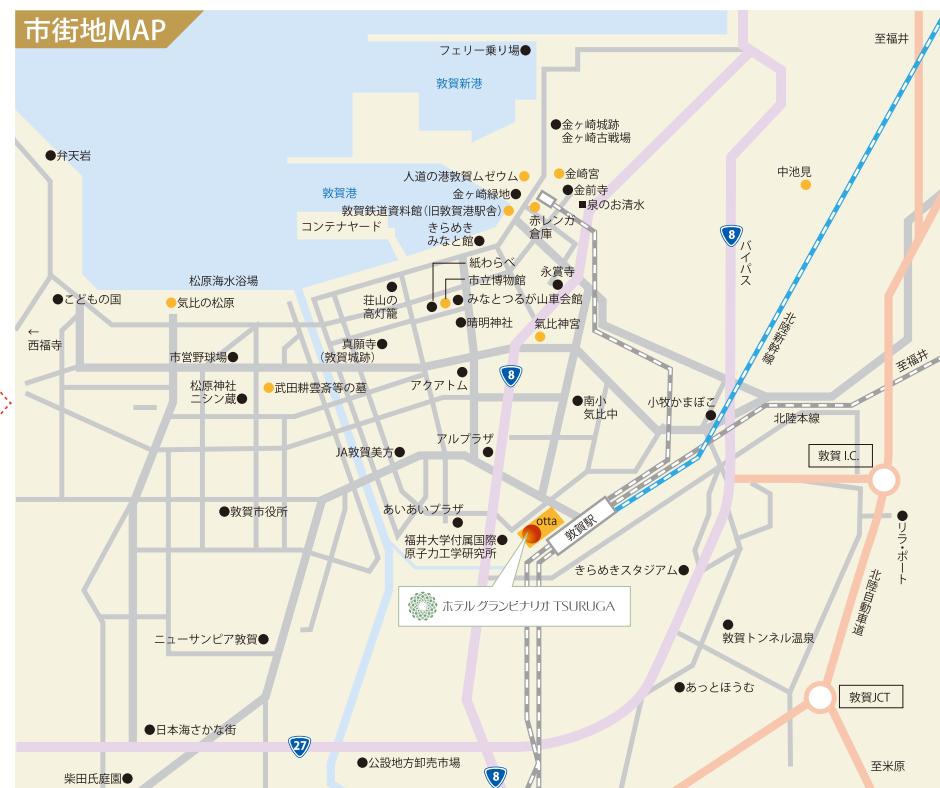 市街地MAP
フェリー乗り場
至福井
敦賀新港
金ヶ崎城跡
金ヶ崎古戦場
弁天岩
人道の港敦賀ムゼウム
金崎宮
中池見
敦賀港
金ヶ崎緑地
金前寺
泉のお清水
敦賀鉄道資料館(旧敦賀港駅舎)
赤レンガ
倉庫
コンテナヤード
きらめき
みなと館
8
バイパス
紙わらべ
市立博物館
永賞寺
松原海水浴場
こどもの国
気比の松原
荘山の
高灯籠
みなとつるが山車会館
晴明神社
氣比神宮
北陸新幹線
←
西福寺
真願寺
(敦賀城跡)
市営野球場
至福井
8
アクアトム
松原神社
ニシン蔵
武田耕雲斎等の墓
南小
気比中
小牧かまぼこ
北陸本線
アルプラザ
JA敦賀美方
敦賀 I.C.
あいあいプラザ
敦賀市役所
otta
敦賀駅
リラ・ポート
福井大学付属国際
原子力工学研究所
きらめきスタジアム
北陸自動車道
ホテル グランビナリオ TSURUGA
ニューサンピア敦賀
敦賀トンネル温泉
あっとほうむ
敦賀JCT
日本海さかな街
27
公設地方卸売市場
8
至米原
柴田氏庭園